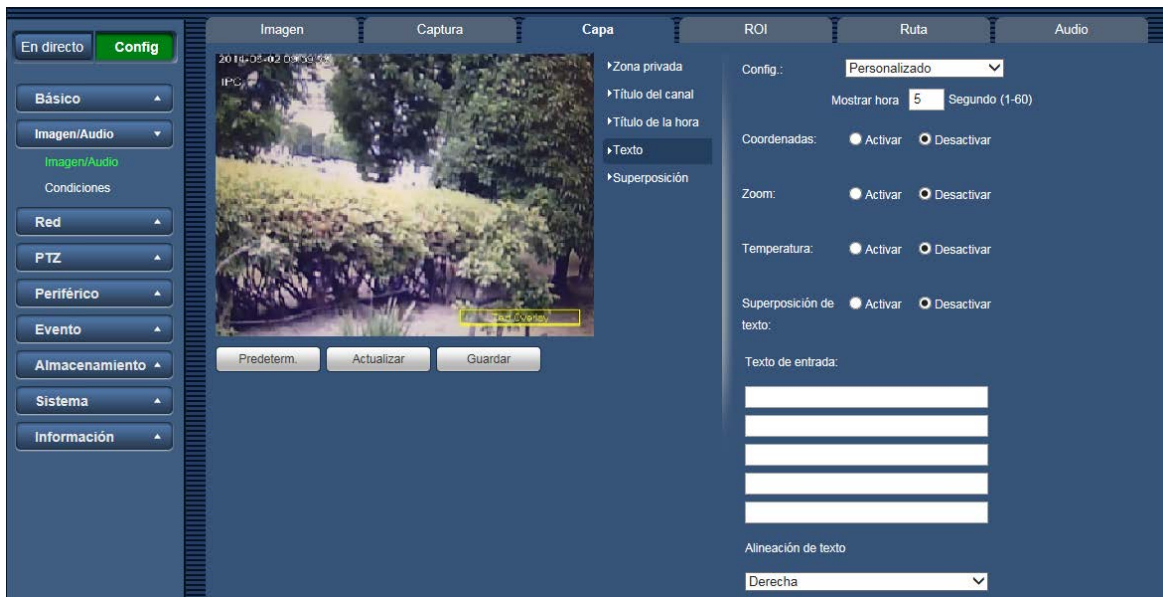 Imagen Captura Capa ROI Ruta Audio
En directo Config
Básico
Imagen/Audio
Imagen/Audio
Condiciones
Red
PTZ
Periférico
Evento
Almacenamiento
Sistema
Información
IPC
Predeterm. Actualizar Guardar
Zona privada
Título del canal
Título de la hora
Texto
Superposición
Config.: Personalizado
Mostrar hora 5 Segundo (1-60)
Coordenadas: Activar Desactivar
Zoom: Activar Desactivar
Temperatura: Activar Desactivar
Superposición de Activar Desactivar
texto:
Texto de entrada:
Alineación de texto
Derecha